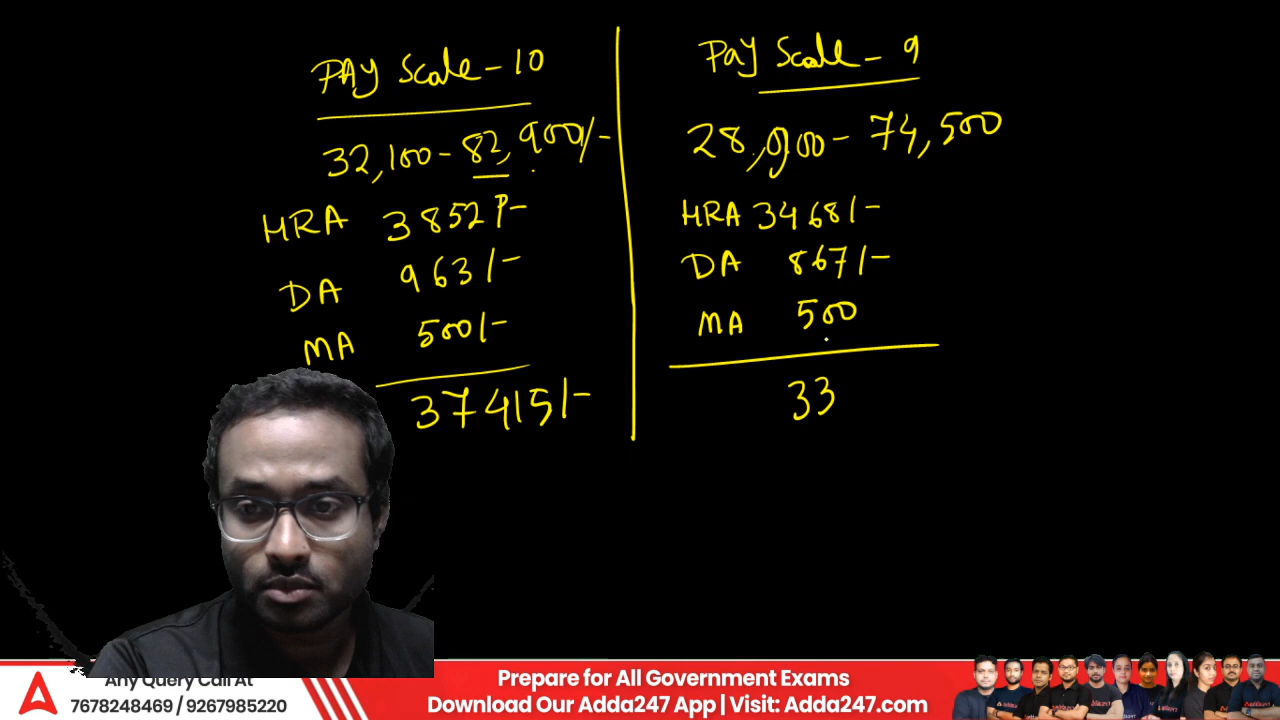 PAY Scale - 10
32,100 - 82,900/-
HRA 3852/-
DA 963/-
MA 500/-
37415/-
Pay Scale - 9
28,900 - 74,500
HRA 3468/-
DA 867/-
MA 500
33
Any Query Call At
7678248469 / 9267985220
Prepare for All Government Exams
Download Our Adda247 App | Visit: Adda247.com